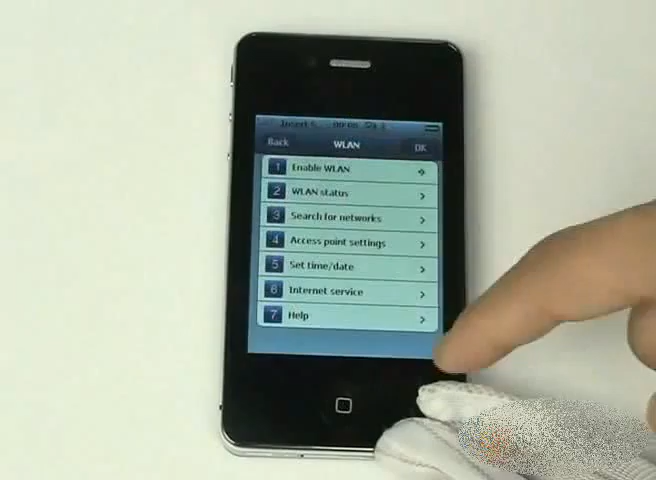 Insert
Back WLAN OK
1 Enable WLAN
2 WLAN status
3 Search for networks
4 Access point settings
5 Set time/date
6 Internet service
7 Help